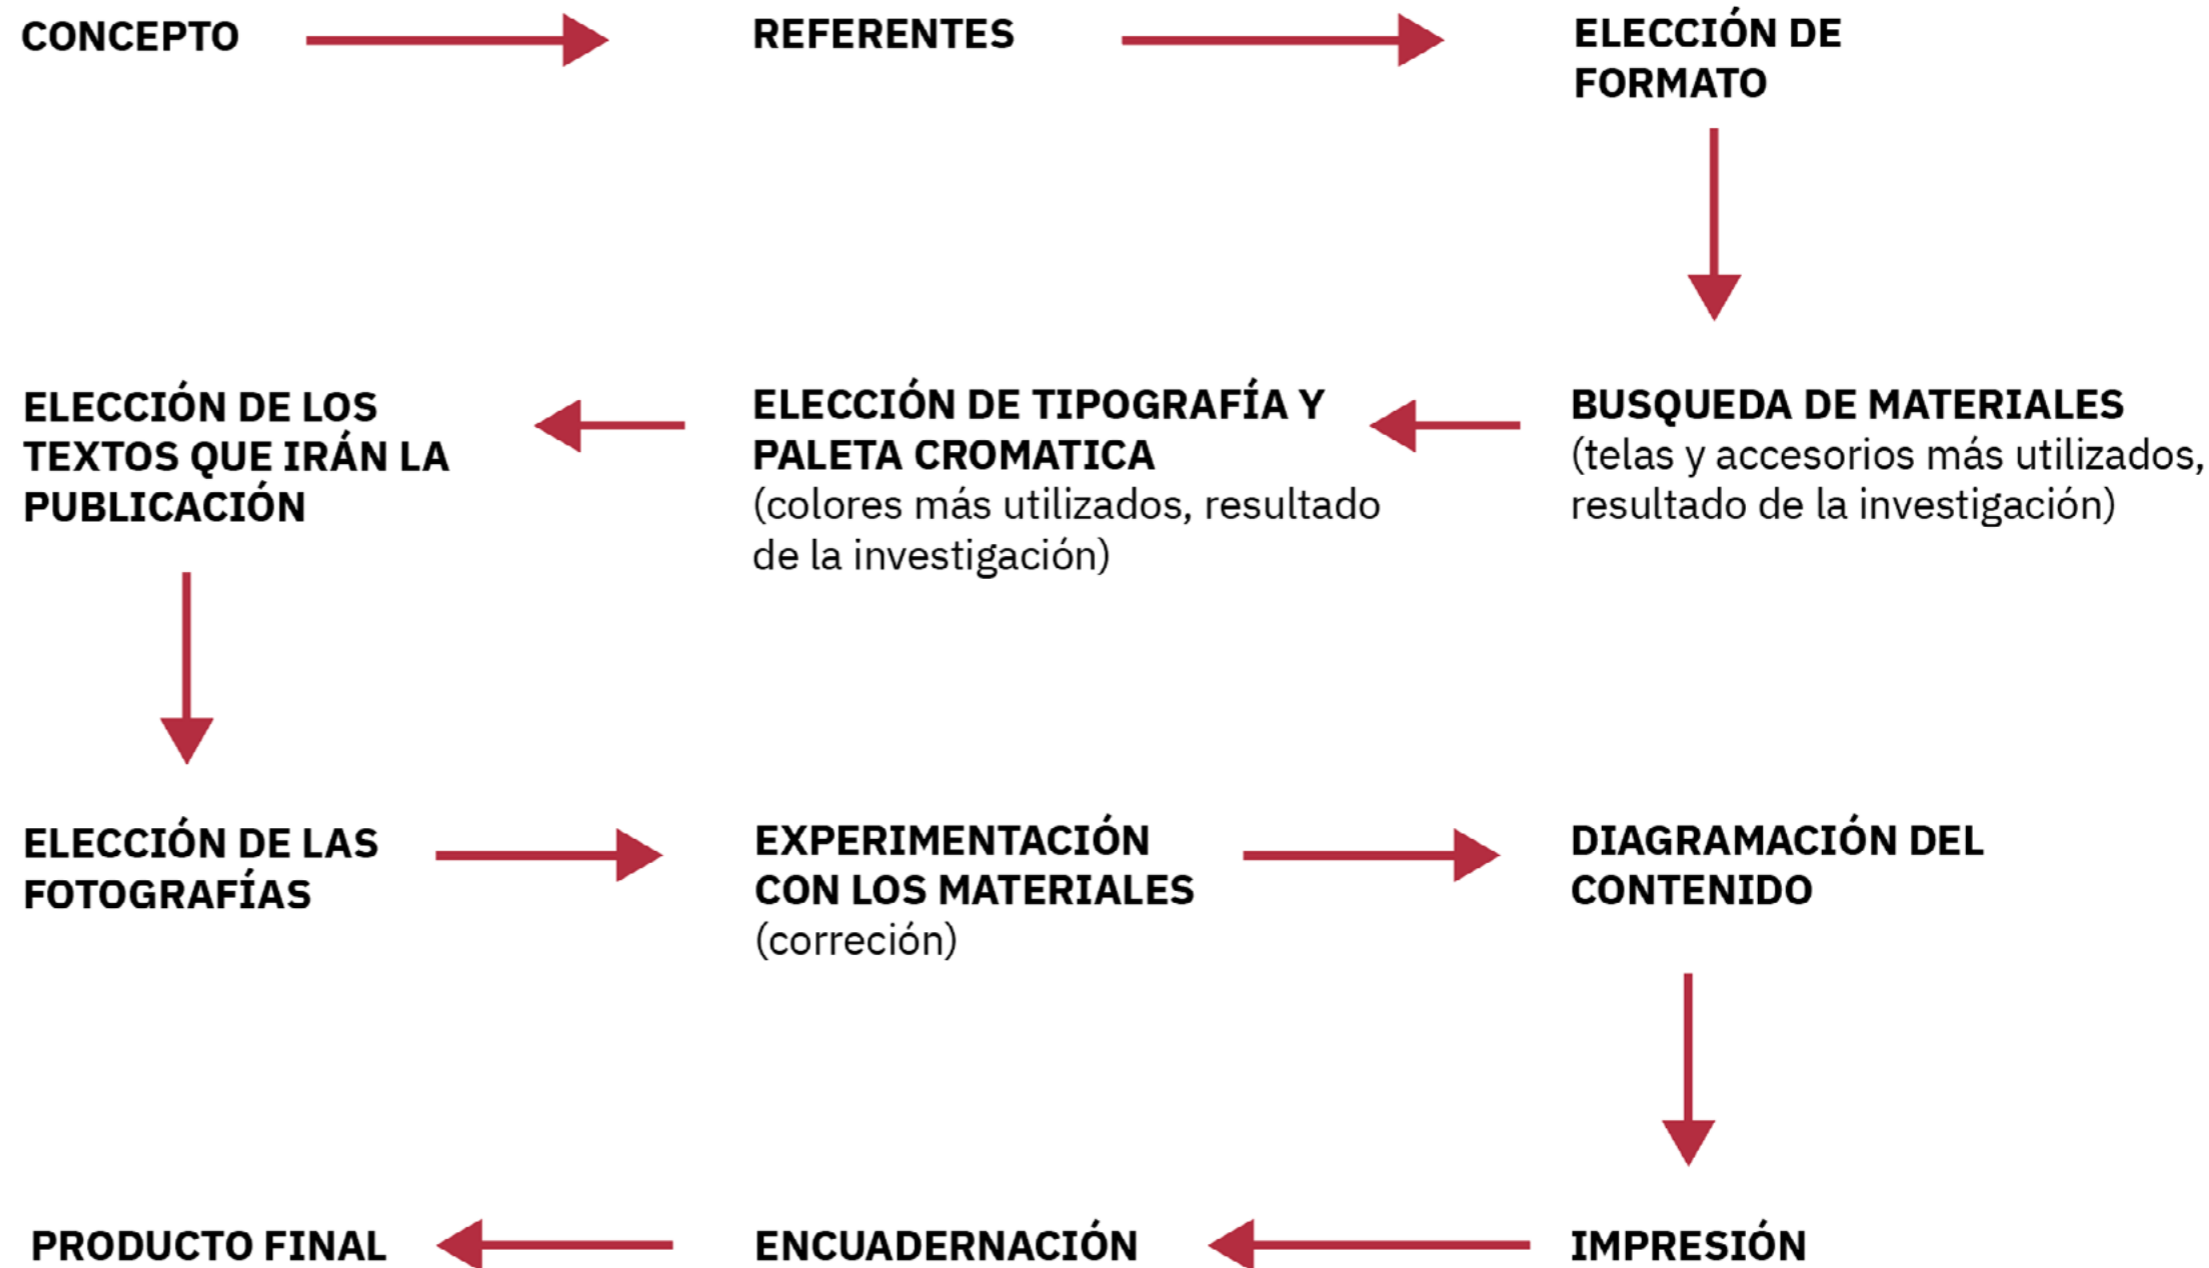 CONCEPTO
REFERENTES
ELECCIÓN DE
FORMATO
BUSQUEDA DE MATERIALES
(telas y accesorios más utilizados,
resultado de la investigación)
ELECCIÓN DE TIPOGRAFÍA Y
PALETA CROMATICA
(colores más utilizados, resultado
de la investigación)
ELECCIÓN DE LOS
TEXTOS QUE IRÁN LA
PUBLICACIÓN
ELECCIÓN DE LAS
FOTOGRAFÍAS
EXPERIMENTACIÓN
CON LOS MATERIALES
(correción)
DIAGRAMACIÓN DEL
CONTENIDO
IMPRESIÓN
ENCUADERNACIÓN
PRODUCTO FINAL